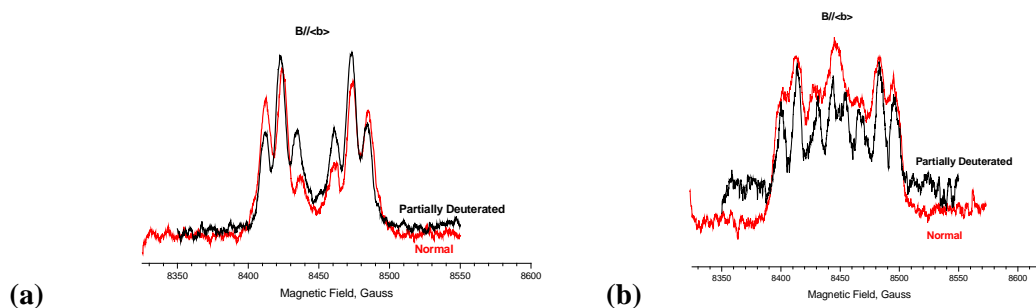 B//<b>
Partially Deuterated
Normal
8350 8400 8450 8500 8550 8600
Magnetic Field, Gauss
(a)
B//<b>
Partially Deuterated
Normal
8350 8400 8450 8500 8550 8600
Magnetic Field, Gauss
(b)